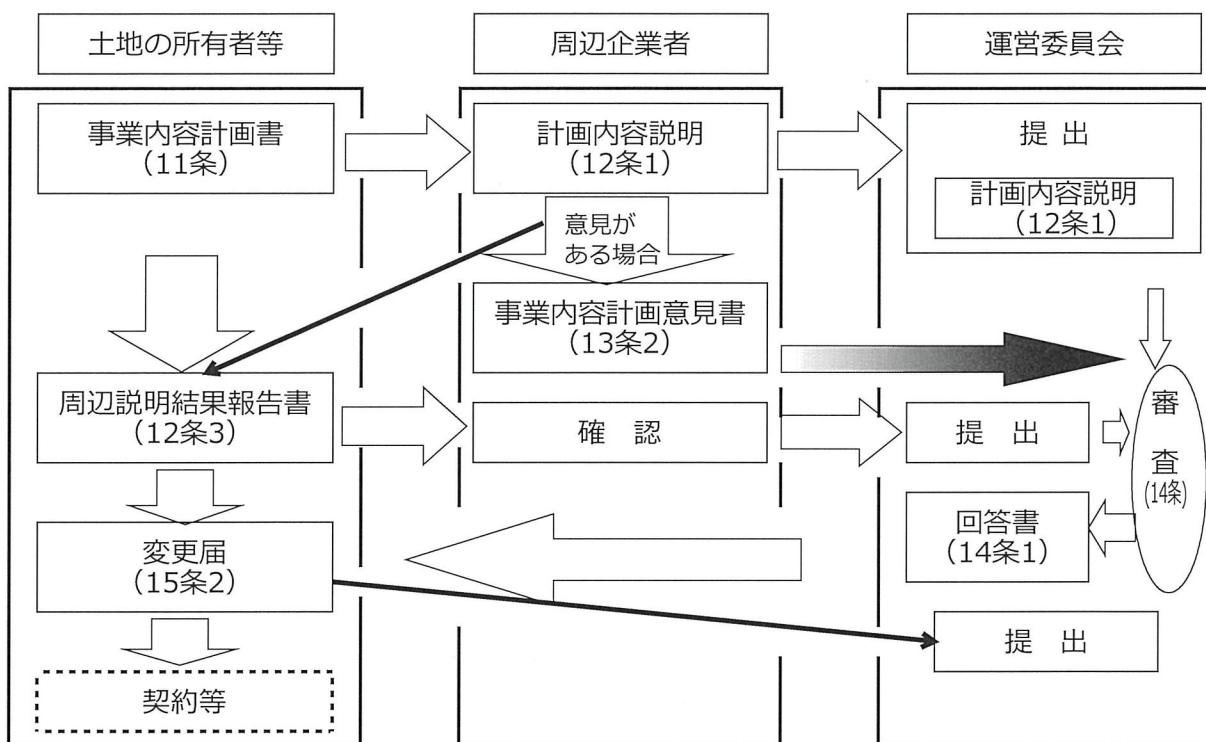 土地の所有者等
周辺企業者
運営委員会
事業内容計画書
(11条)
計画内容説明
(12条1)
提 出
計画内容説明
(12条1)
意見が
ある場合
事業内容計画意見書
(13条2)
周辺説明結果報告書
(12条3)
確 認
提 出
審
査
(14条)
変更届
(15条2)
回答書
(14条1)
提 出
契約等